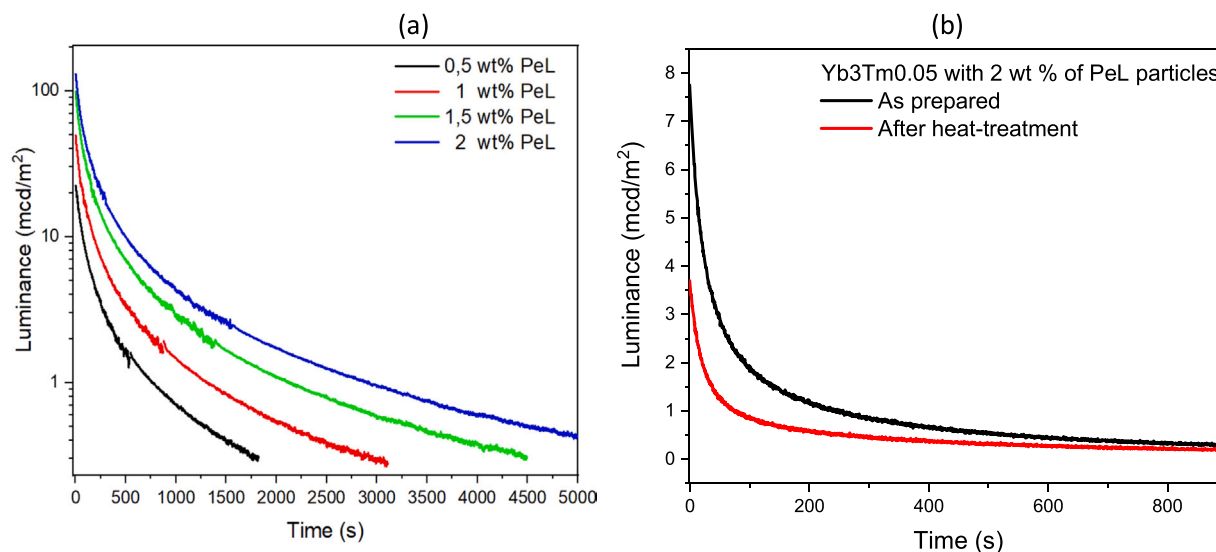 (a)
100
10
1
Luminance (mcd/m²)
0,5 wt% PeL
1 wt% PeL
1,5 wt% PeL
2 wt% PeL
0 500 1000 1500 2000 2500 3000 3500 4000 4500 5000
Time (s)
(b)
8
7
6
5
4
3
2
1
0
Luminance (mcd/m²)
Yb3Tm0.05 with 2 wt % of PeL particles
As prepared
After heat-treatment
0 200 400 600 800
Time (s)